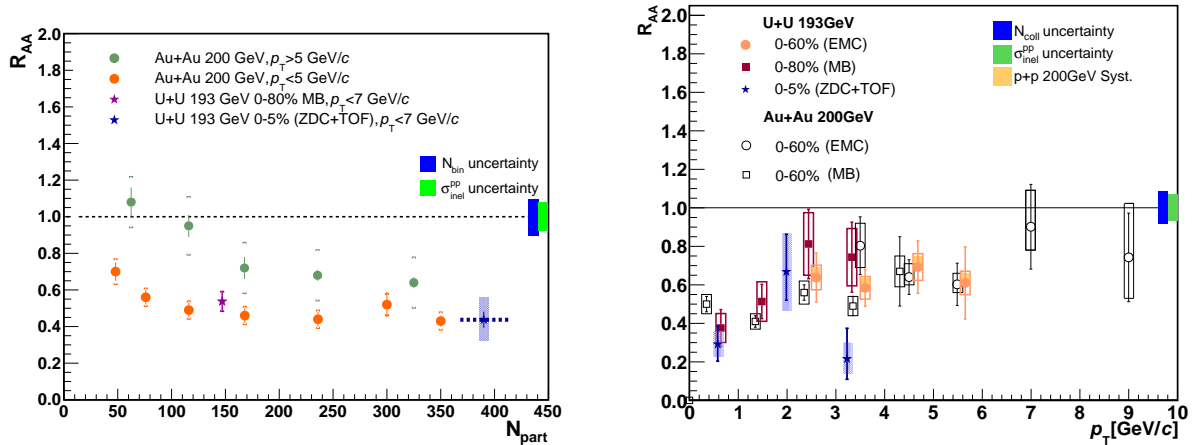 R_AA
2.0
1.8
1.6
1.4
1.2
1.0
0.8
0.6
0.4
0.2
0.0
Au+Au 200 GeV,p_T>5 GeV/c
Au+Au 200 GeV,p_T<5 GeV/c
U+U 193 GeV 0-80% MB,p_T<7 GeV/c
U+U 193 GeV 0-5% (ZDC+TOF),p_T<7 GeV/c
N_bin uncertainty
σ^pp_inel uncertainty
0 50 100 150 200 250 300 350 400 450
N_part
R_AA
2.0
1.8
1.6
1.4
1.2
1.0
0.8
0.6
0.4
0.2
0.0
U+U 193GeV
0-60% (EMC)
0-80% (MB)
0-5% (ZDC+TOF)
Au+Au 200GeV
0-60% (EMC)
0-60% (MB)
N_coll uncertainty
σ^pp_inel uncertainty
p+p 200GeV Syst.
0 1 2 3 4 5 6 7 8 9 10
p_T[GeV/c]